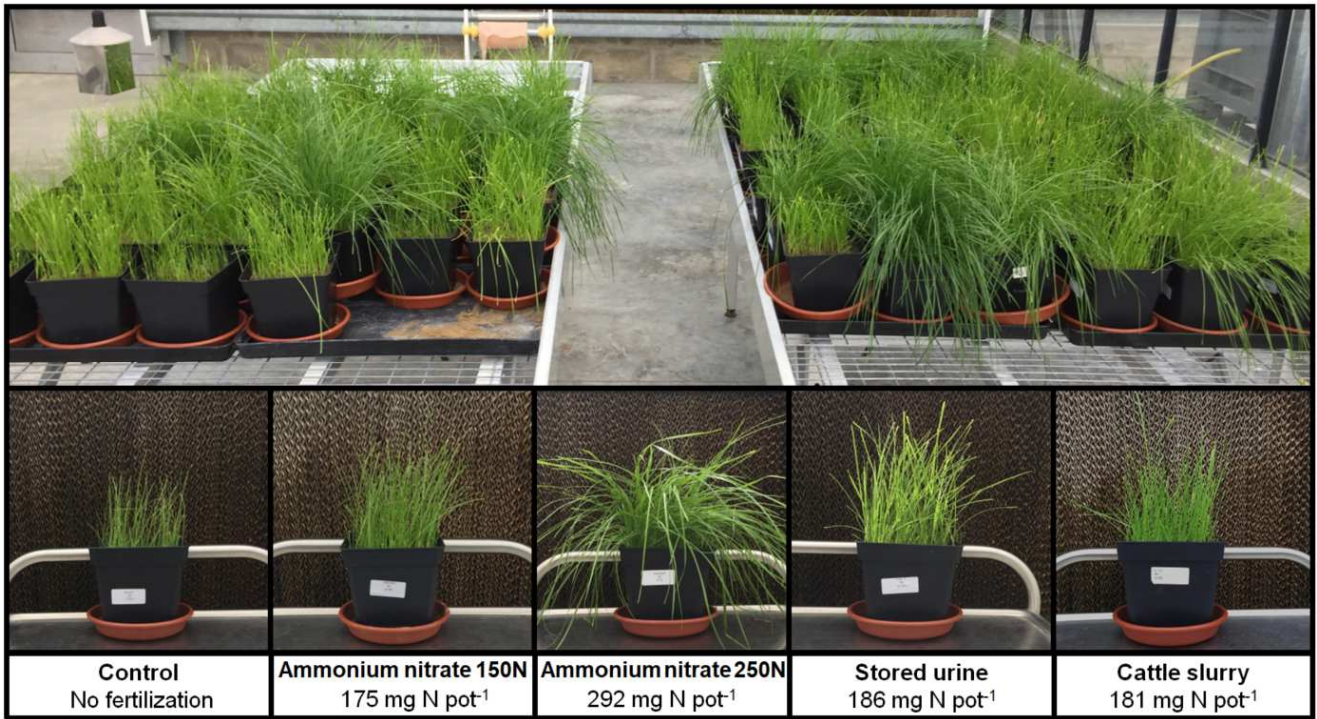 Control
No fertilization
Ammonium nitrate 150N
175 mg N pot-1
Ammonium nitrate 250N
292 mg N pot-1
Stored urine
186 mg N pot-1
Cattle slurry
181 mg N pot-1